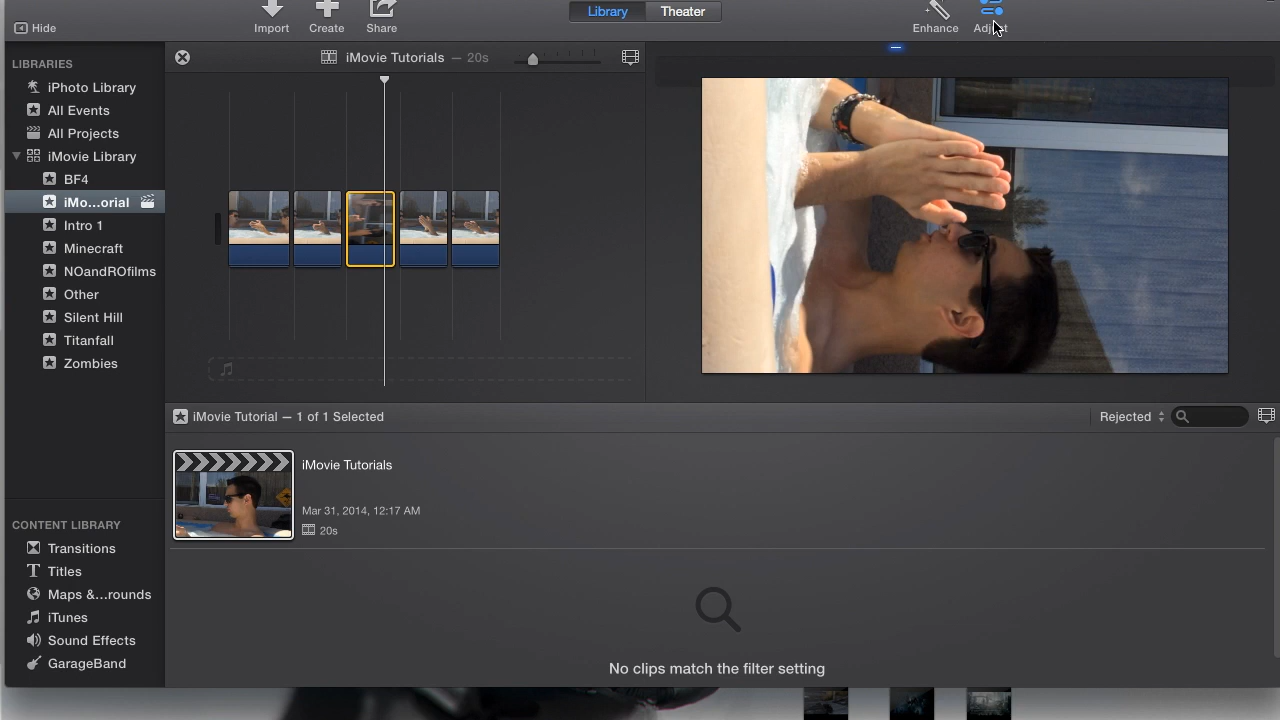 Hide
Import
Create
Share
Library
Theater
Enhance
Adjust
LIBRARIES
iPhoto Library
All Events
All Projects
iMovie Library
BF4
iMo...orial
Intro 1
Minecraft
NOandROfilms
Other
Silent Hill
Titanfall
Zombies
CONTENT LIBRARY
Transitions
Titles
Maps &...rounds
iTunes
Sound Effects
GarageBand
iMovie Tutorials — 20s
iMovie Tutorial — 1 of 1 Selected
Rejected
iMovie Tutorials
Mar 31, 2014, 12:17 AM
20s
No clips match the filter setting